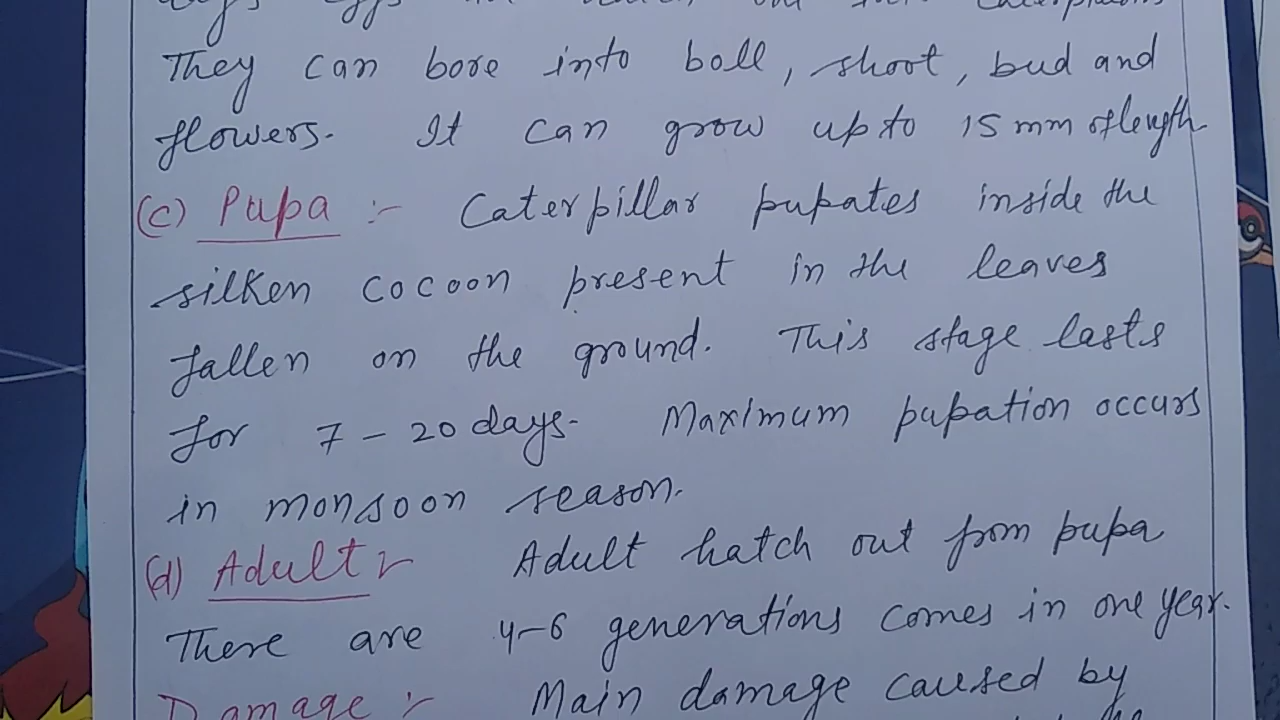 They can bore into boll, shoot, bud and
flowers. It can grow upto 15 mm of length
(c) Pupa :- Caterpillar pupates inside the
silken cocoon present in the leaves
fallen on the ground. This stage lasts
for 7-20 days. Maximum pupation occurs
in monsoon season.
(d) Adult :- Adult hatch out from pupa
There are 4-6 generations comes in one year.
Damage :- Main damage caused by